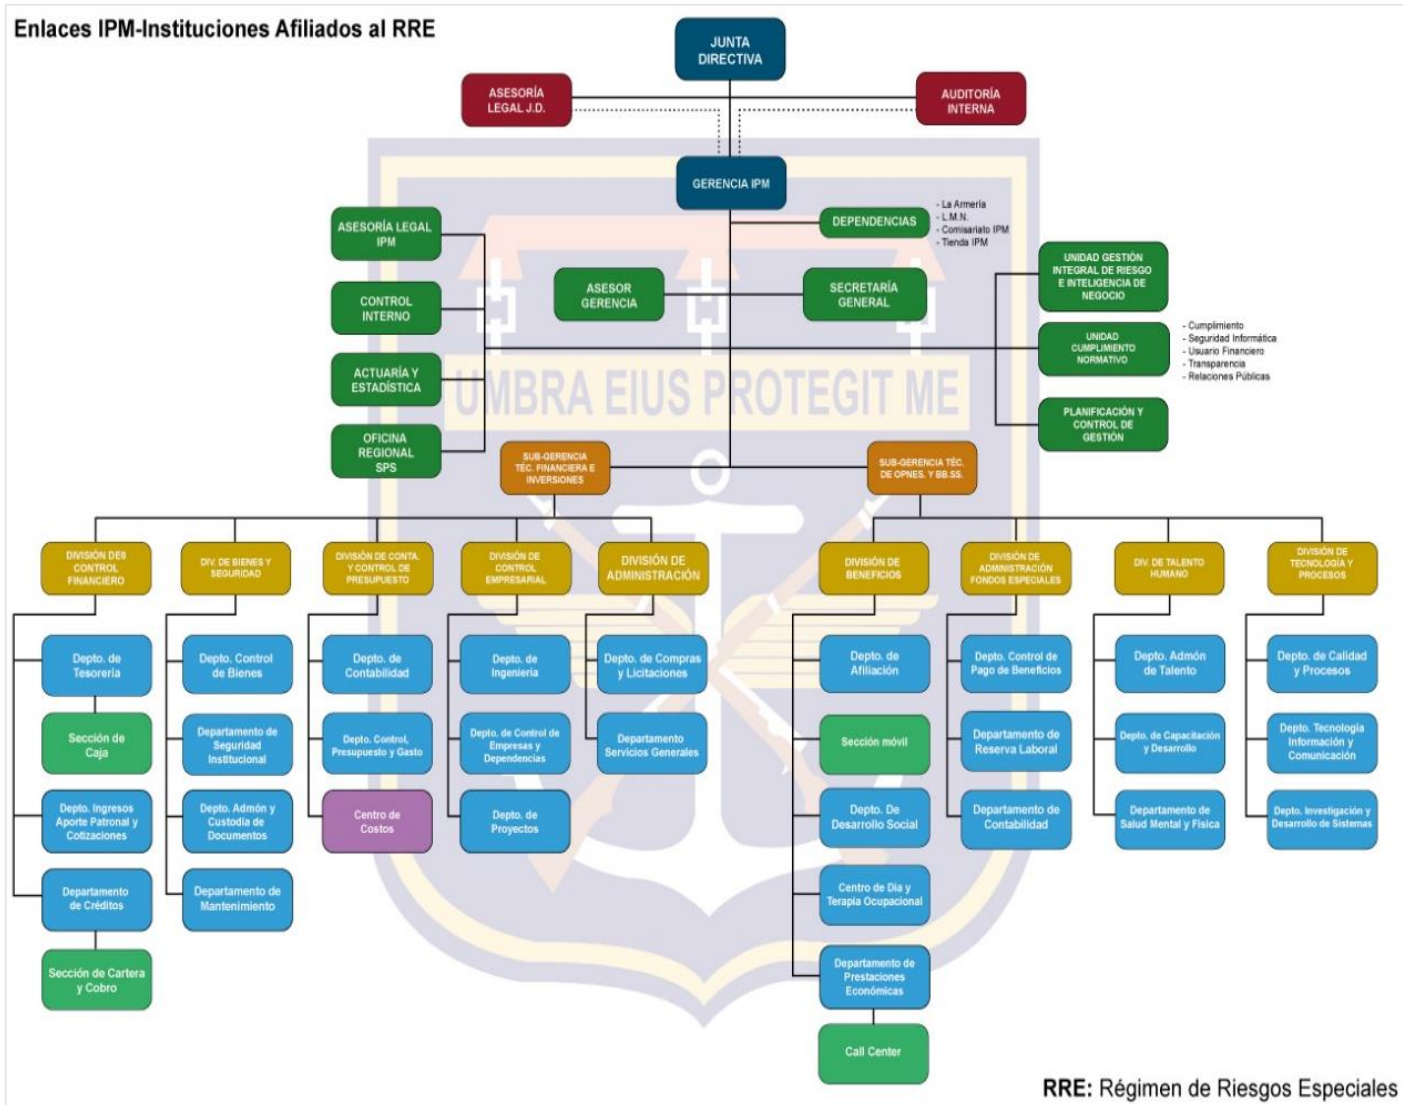 Enlaces IPM-Instituciones Afiliados al RRE
JUNTA
DIRECTIVA
ASESORÍA
LEGAL J.D.
AUDITORÍA
INTERNA
GERENCIA IPM
ASESORÍA LEGAL
IPM
DEPENDENCIAS
- La Armería
- L.M.N.
- Comisariato IPM
- Tienda IPM
CONTROL
INTERNO
ASESOR
GERENCIA
SECRETARÍA
GENERAL
UNIDAD GESTIÓN
INTEGRAL DE RIESGO
E INTELIGENCIA DE
NEGOCIO
UNIDAD
CUMPLIMIENTO
NORMATIVO
- Cumplimiento
- Seguridad Informática
- Usuario Financiero
- Transparencia
- Relaciones Públicas
ACTUARÍA Y
ESTADÍSTICA
UMBRA EIUS PROTEGIT ME
PLANIFICACIÓN Y
CONTROL DE
GESTIÓN
OFICINA
REGIONAL
SPS
SUB-GERENCIA
TÉC. FINANCIERA E
INVERSIONES
SUB-GERENCIA TÉC.
DE OPNES. Y BB.SS.
DIVISIÓN DE0
CONTROL
FINANCIERO
DIV. DE BIENES Y
SEGURIDAD
DIVISIÓN DE CONTA.
Y CONTROL DE
PRESUPUESTO
DIVISIÓN DE
CONTROL
EMPRESARIAL
DIVISIÓN DE
ADMINISTRACIÓN
DIVISIÓN DE
BENEFICIOS
DIVISIÓN DE
ADMINISTRACIÓN
FONDOS ESPECIALES
DIV. DE TALENTO
HUMANO
DIVISIÓN DE
TECNOLOGÍA Y
PROCESOS
Depto. de
Tesorería
Depto. Control
de Bienes
Depto. de
Contabilidad
Depto. de
Ingeniería
Depto. de Compras
y Licitaciones
Depto. de
Afiliación
Depto. Control de
Pago de Beneficios
Depto. Admón
de Talento
Depto. de Calidad
y Procesos
Sección de
Caja
Departamento de
Seguridad
Institucional
Depto. Control,
Presupuesto y Gasto
Depto. de Control de
Empresas y
Dependencias
Departamento
Servicios Generales
Sección móvil
Departamento
de Reserva Laboral
Depto. de Capacitación
y Desarrollo
Depto. Tecnologia
Información y
Comunicación
Depto. Ingresos
Aporte Patronal y
Cotizaciones
Depto. Admón y
Custodia de
Documentos
Centro de
Costos
Depto. de
Proyectos
Depto. De
Desarrollo Social
Departamento de
Contabilidad
Departamento de
Salud Mental y Física
Depto. Investigación y
Desarrollo de Sistemas
Departamento
de Créditos
Departamento de
Mantenimiento
Centro de Dia y
Terapia Ocupacional
Sección de Cartera
y Cobro
Departamento de
Prestaciones
Económicas
Call Center
RRE: Régimen de Riesgos Especiales